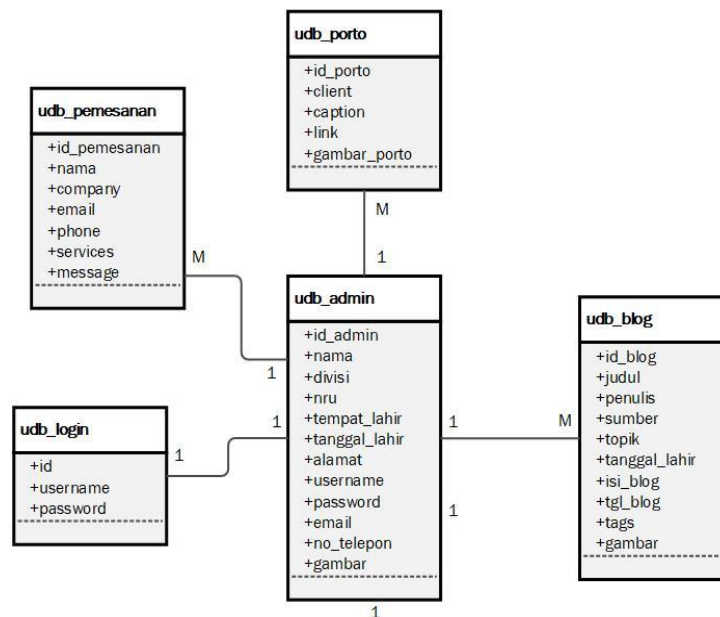 udb_porto
+id_porto
+client
+caption
+link
+gambar_porto
udb_pemesanan
+id_pemesanan
+nama
+company
+email
+phone
+services
+message
M
M
1
udb_admin
+id_admin
+nama
+divisi
+nru
+tempat_lahir
+tanggal_lahir
+alamat
+username
+password
+email
+no_telepon
+gambar
1
1
1
udb_login
+id
+username
+password
1
M
1
1
udb_blog
+id_blog
+judul
+penulis
+sumber
+topik
+tanggal_lahir
+isi_blog
+tgl_blog
+tags
+gambar